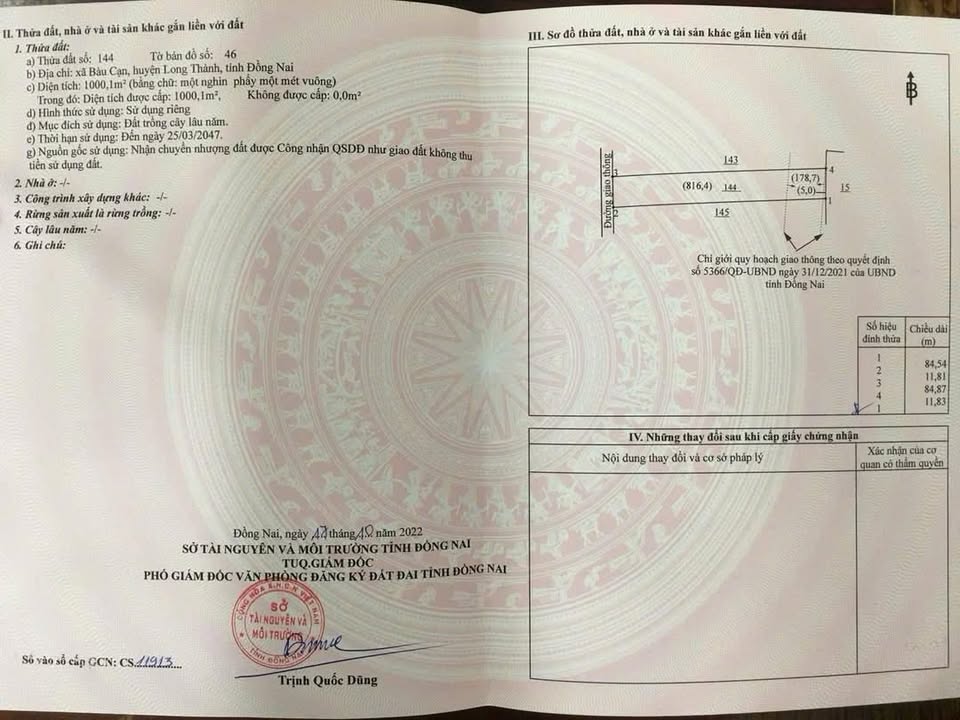 II. Thửa đất, nhà ở và tài sản khác gắn liền với đất
1. Thửa đất:
a) Thửa đất số: 144 Tờ bản đồ số: 46
b) Địa chỉ: xã Bàu Cạn, huyện Long Thành, tỉnh Đồng Nai
c) Diện tích: 1000,1m² (bằng chữ: một nghìn phẩy một mét vuông)
Trong đó: Diện tích được cấp: 1000,1m², Không được cấp: 0,0m²
d) Hình thức sử dụng: Sử dụng riêng
đ) Mục đích sử dụng: Đất trồng cây lâu năm.
e) Thời hạn sử dụng: Đến ngày 25/03/2047.
g) Nguồn gốc sử dụng: Nhận chuyển nhượng đất được Công nhận QSDĐ như giao đất không thu
tiền sử dụng đất.
2. Nhà ở: -/-
3. Công trình xây dựng khác: -/-
4. Rừng sản xuất là rừng trồng: -/-
5. Cây lâu năm: -/-
6. Ghi chú:
Đồng Nai, ngày 17 tháng 10 năm 2022
SỞ TÀI NGUYÊN VÀ MÔI TRƯỜNG TỈNH ĐỒNG NAI
TUQ.GIÁM ĐỐC
PHÓ GIÁM ĐỐC VĂN PHÒNG ĐĂNG KÝ ĐẤT ĐAI TỈNH ĐỒNG NAI
CỘNG HÒA X.H.C.N VIỆT NAM
SỞ
TÀI NGUYÊN VÀ
MÔI TRƯỜNG
TỈNH ĐỒNG NAI
Số vào sổ cấp GCN: CS.11913
Trịnh Quốc Dũng
III. Sơ đồ thửa đất, nhà ở và tài sản khác gắn liền với đất
B
Đường giao thông
143
3
4
(816,4) 144
(178,7)
(5,0)
15
2
1
145
Chỉ giới quy hoạch giao thông theo quyết định
số 5366/QĐ-UBND ngày 31/12/2021 của UBND
tỉnh Đồng Nai
Số hiệu Chiều dài
đỉnh thửa (m)
1
84,54
2
11,81
3
84,87
4
11,83
1
IV. Những thay đổi sau khi cấp giấy chứng nhận
Nội dung thay đổi và cơ sở pháp lý
Xác nhận của cơ
quan có thẩm quyền